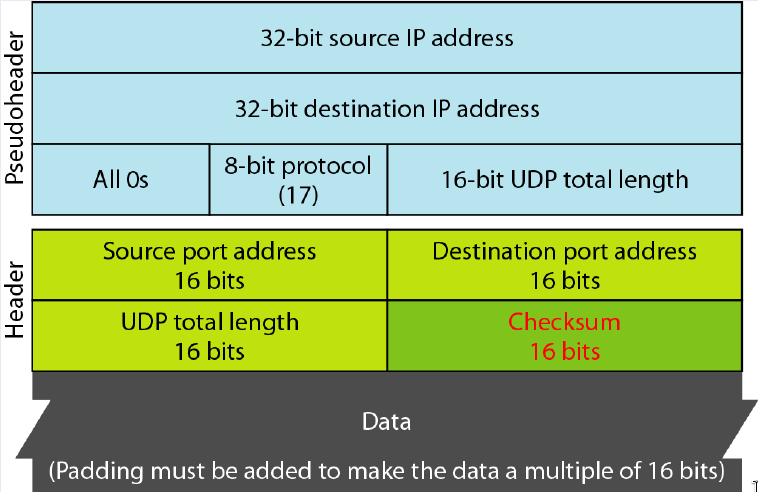 Pseudoheader
32-bit source IP address
32-bit destination IP address
All 0s
8-bit protocol
(17)
16-bit UDP total length
Header
Source port address
16 bits
Destination port address
16 bits
UDP total length
16 bits
Checksum
16 bits
Data
(Padding must be added to make the data a multiple of 16 bits)